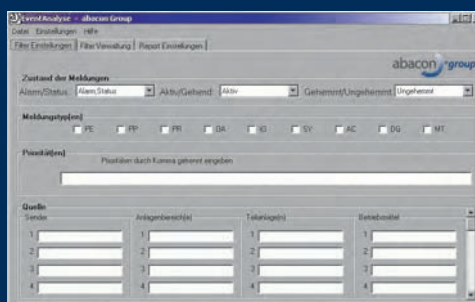 EventAnalyse - abacon Group
Datei Einstellungen Hilfe
Filter Einstellungen Filter Verwaltung Report Einstellungen
abacon group
Zustand der Meldungen
Alarm/Status: Alarm,Status Aktiv/Gehend: Aktiv Gehemmt/Ungehemmt: Ungehemmt
Meldungstyp(en)
PE PP PR DA KI SY AC DG MT
Priorität(en)
Prioritäten durch Komma getrennt eingeben
Quelle
Sender Anlagenbereich(e) Teilanlage(n) Betriebsmittel
1 1 1 1
2 2 2 2
3 3 3 3
4 4 4 4